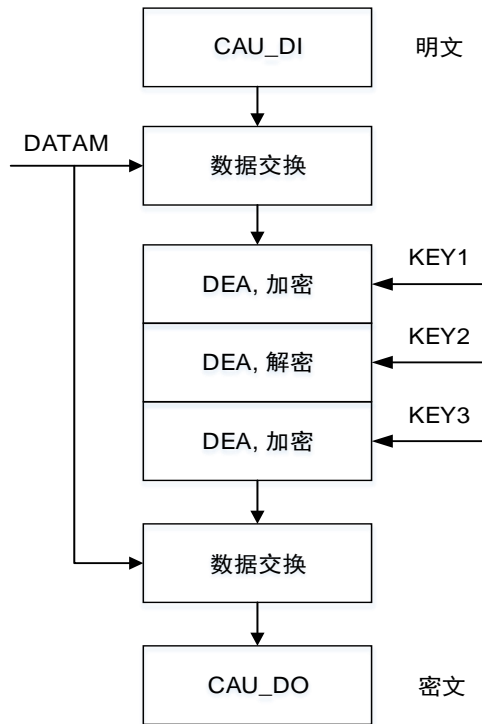 CAU_DI
明文
DATAM
数据交换
KEY1
DEA, 加密
KEY2
DEA, 解密
KEY3
DEA, 加密
数据交换
CAU_DO
密文